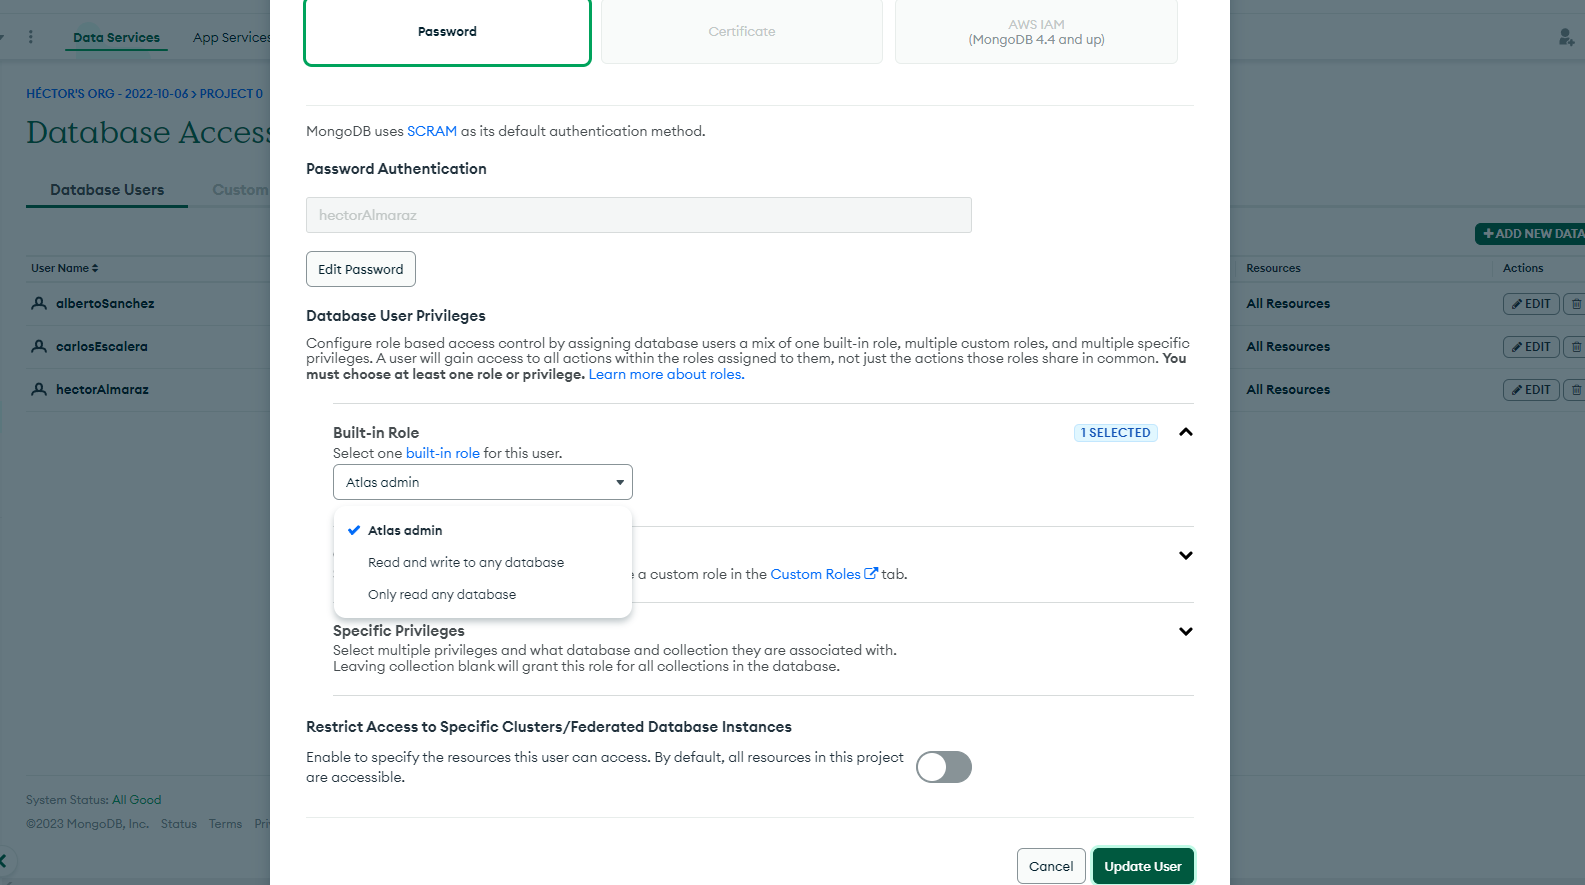 Password
Certificate
AWS IAM
(MongoDB 4.4 and up)
Data Services
App Services
HÉCTOR'S ORG - 2022-10-06 > PROJECT 0
Database Access
MongoDB uses SCRAM as its default authentication method.
Password Authentication
Database Users
Custom
hectorAlmaraz
+ ADD NEW DATA
Edit Password
User Name
Resources
Actions
albertoSanchez
All Resources
EDIT
Database User Privileges
carlosEscalera
Configure role based access control by assigning database users a mix of one built-in role, multiple custom roles, and multiple specific
privileges. A user will gain access to all actions within the roles assigned to them, not just the actions those roles share in common. You
must choose at least one role or privilege. Learn more about roles.
All Resources
EDIT
hectorAlmaraz
All Resources
EDIT
Built-in Role
1 SELECTED
Select one built-in role for this user.
Atlas admin
Atlas admin
Read and write to any database
a custom role in the Custom Roles tab.
Only read any database
Specific Privileges
Select multiple privileges and what database and collection they are associated with.
Leaving collection blank will grant this role for all collections in the database.
Restrict Access to Specific Clusters/Federated Database Instances
Enable to specify the resources this user can access. By default, all resources in this project
are accessible.
System Status: All Good
©2023 MongoDB, Inc. Status Terms Pri
Cancel
Update User